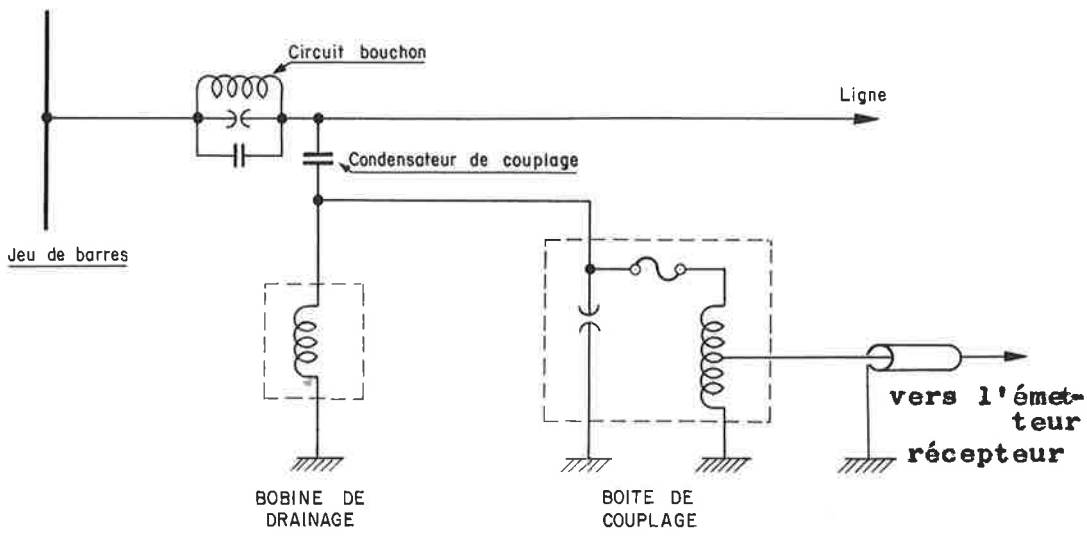 Circuit bouchon
Ligne
Condensateur de couplage
Jeu de barres
vers l'émet-
teur
récepteur
BOBINE DE
DRAINAGE
BOITE DE
COUPLAGE